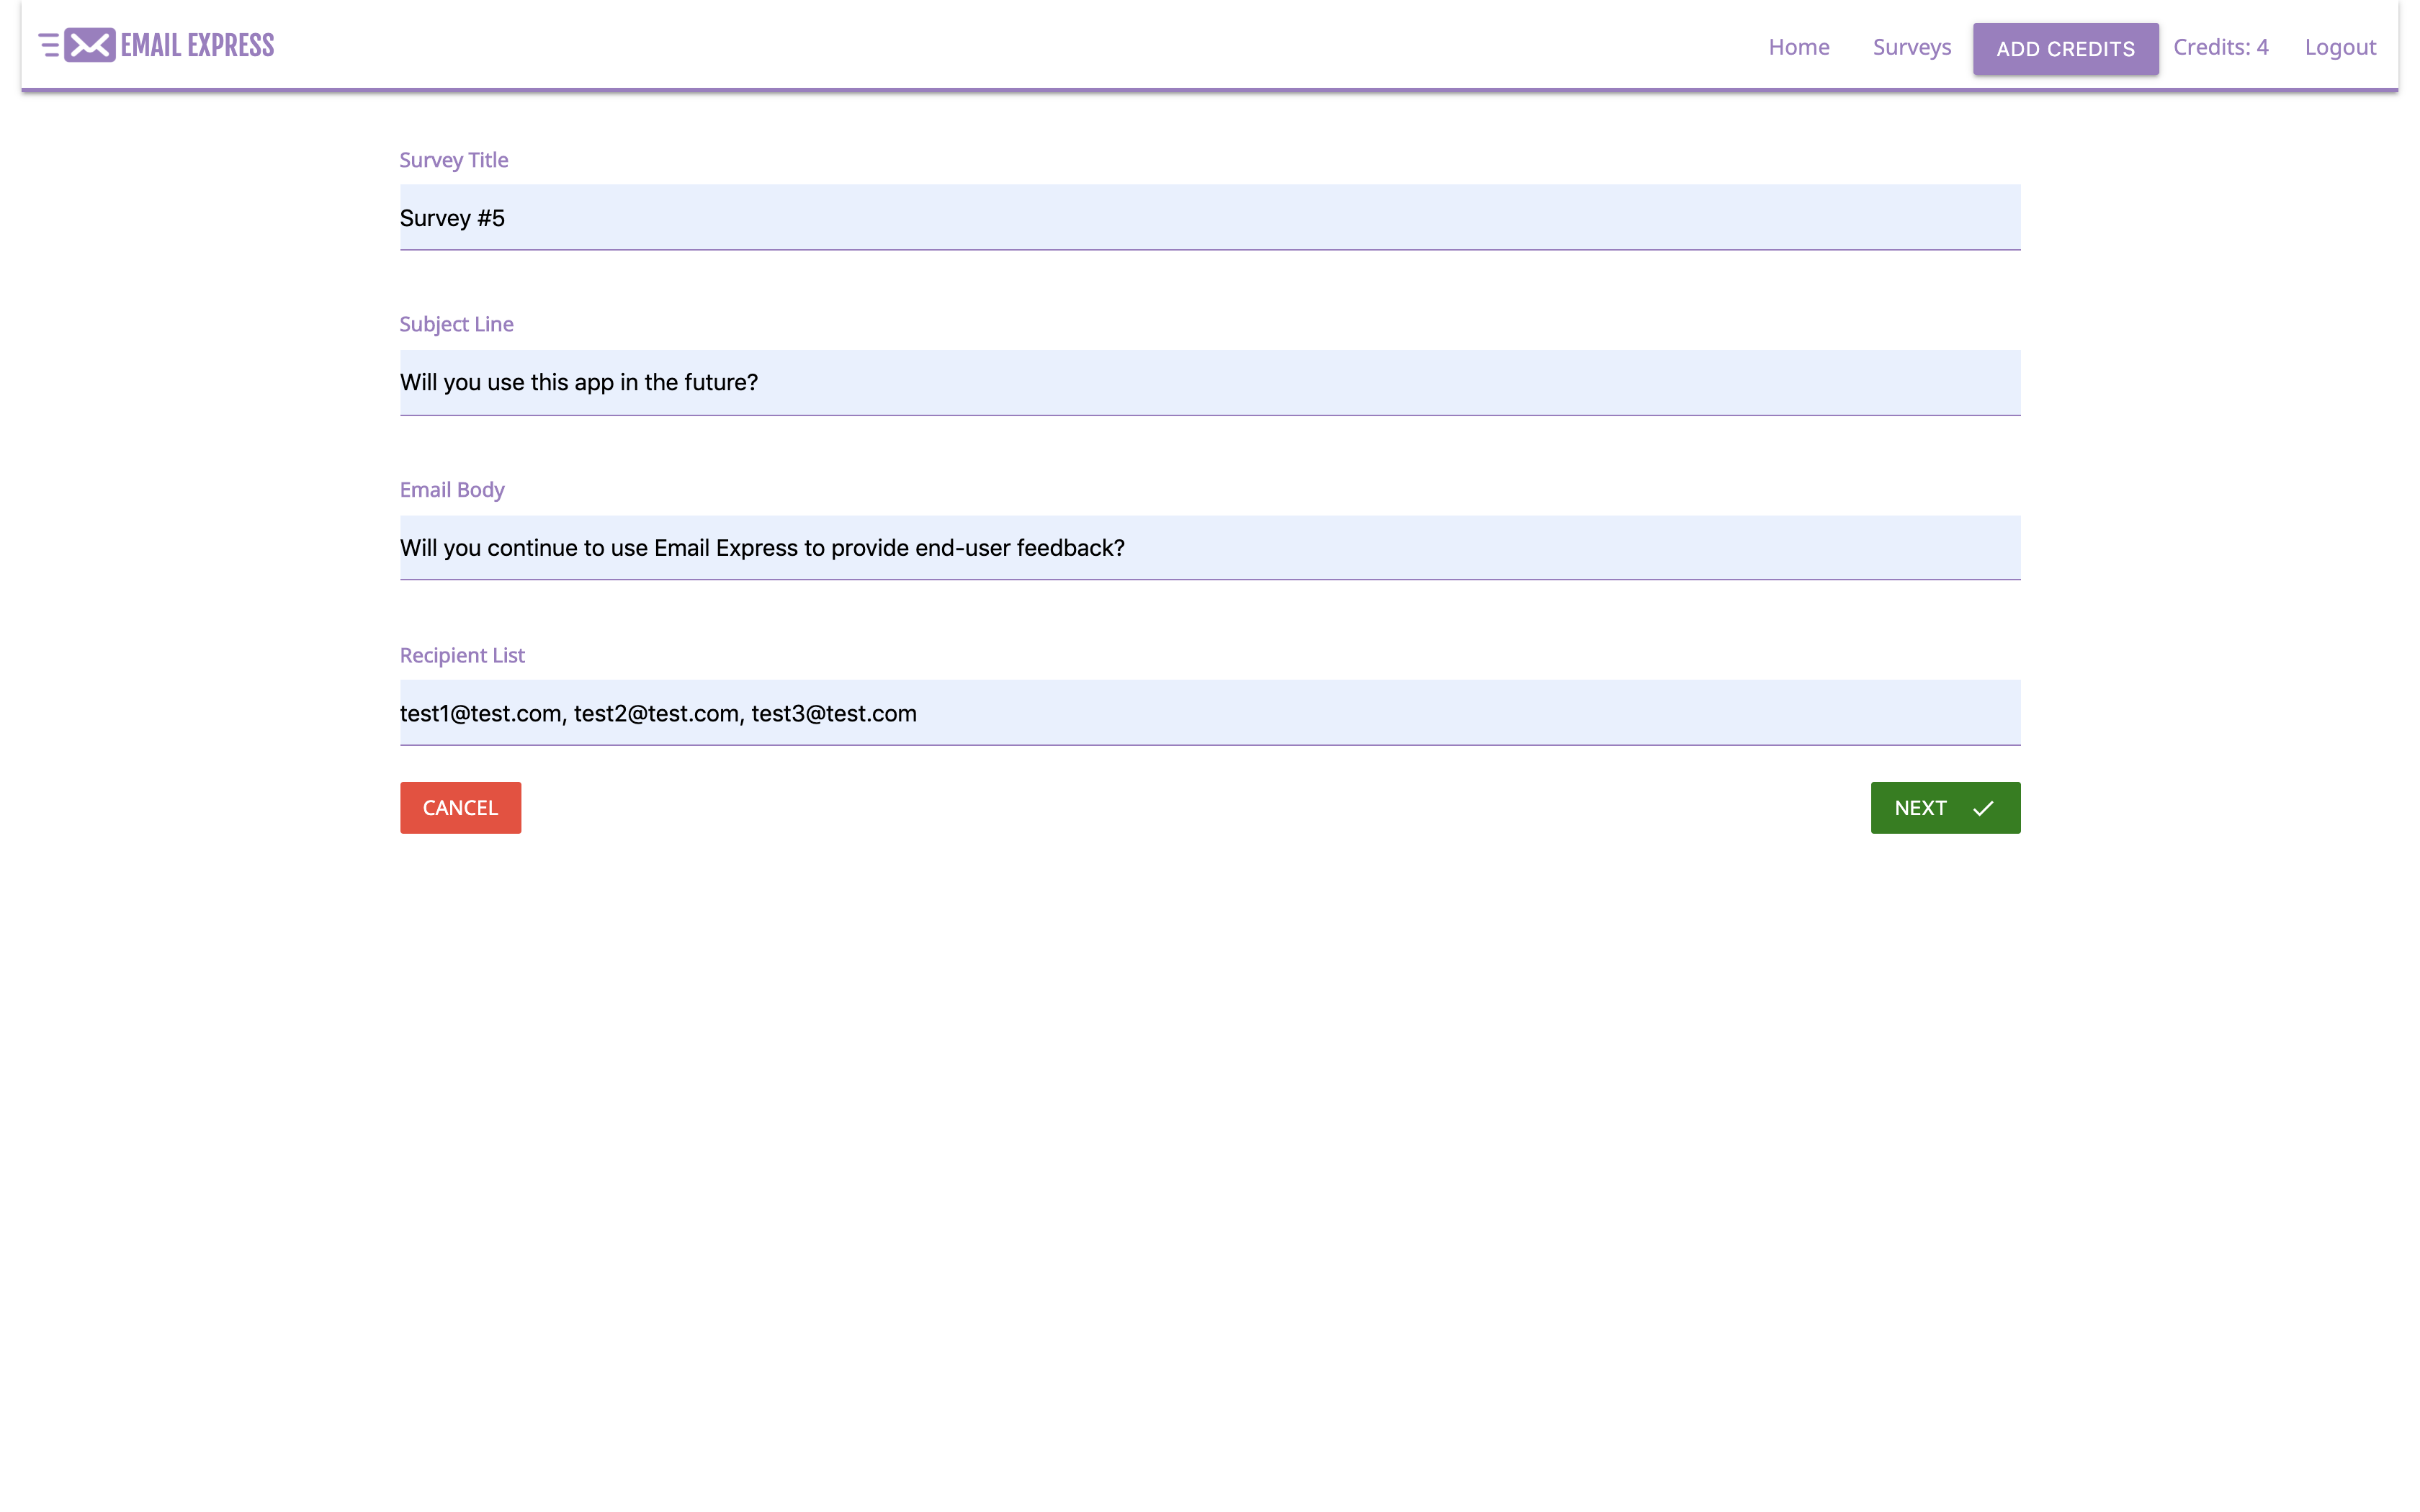 EMAIL EXPRESS
Home Surveys ADD CREDITS Credits: 4 Logout
Survey Title
Survey #5
Subject Line
Will you use this app in the future?
Email Body
Will you continue to use Email Express to provide end-user feedback?
Recipient List
test1@test.com, test2@test.com, test3@test.com
CANCEL NEXT